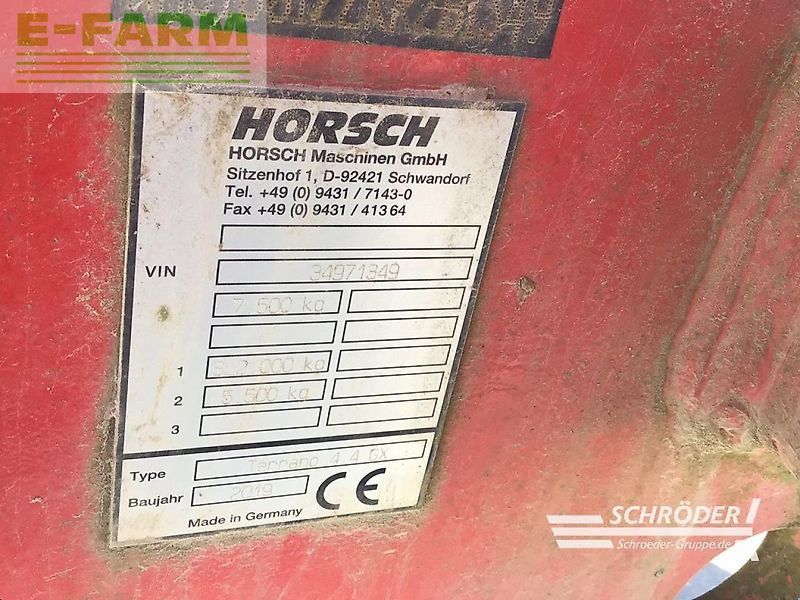 E-FARM
HORSCH
HORSCH Maschinen GmbH
Sitzenhof 1, D-92421 Schwandorf
Tel. +49 (0) 9431 / 7143-0
Fax +49 (0) 9431 / 41364
VIN 34971349
7.500 kg
1 2.000 kg
2 5.500 kg
3
Type Terrano 4.4 GX
Baujahr 2019 CE
Made in Germany
SCHRÖDER
Schroeder-Gruppe.de